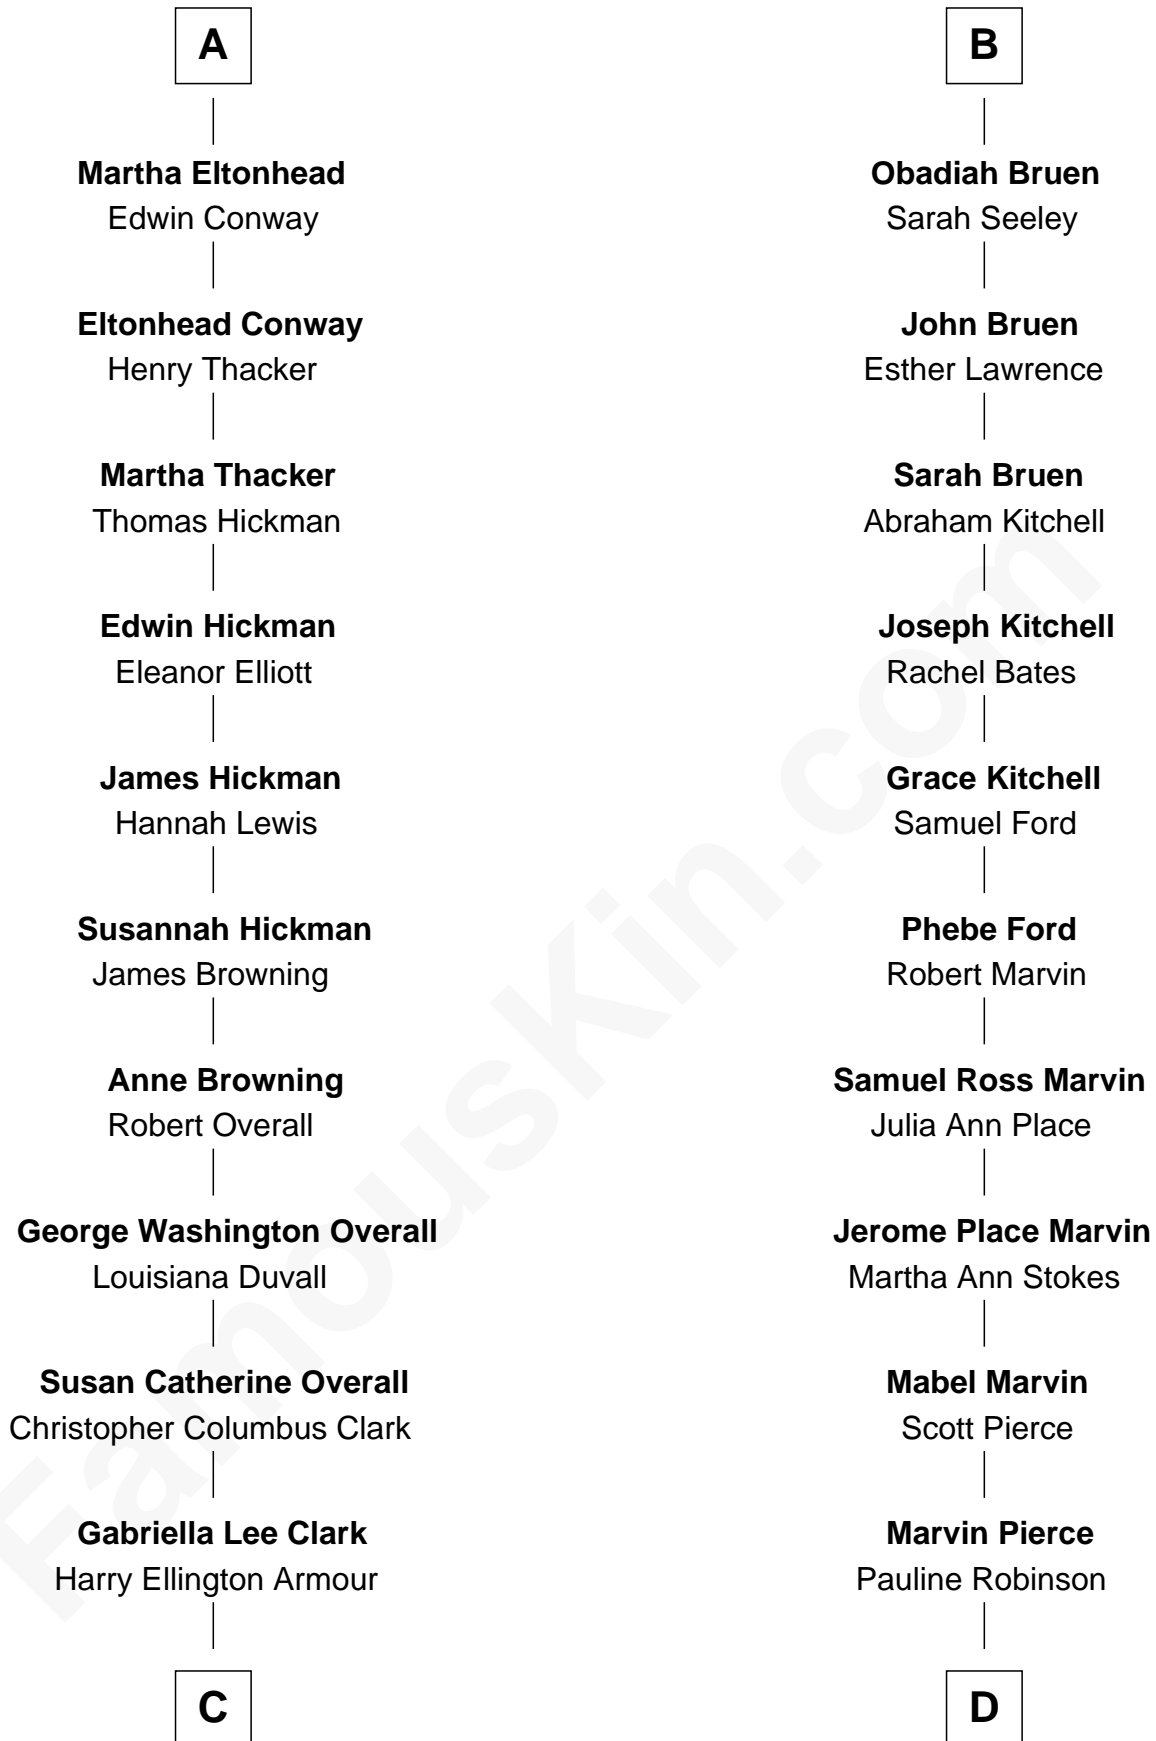 A
Martha Eltonhead
Edwin Conway
Eltonhead Conway
Henry Thacker
Martha Thacker
Thomas Hickman
Edwin Hickman
Eleanor Elliott
James Hickman
Hannah Lewis
Susannah Hickman
James Browning
Anne Browning
Robert Overall
George Washington Overall
Louisiana Duvall
Susan Catherine Overall
Christopher Columbus Clark
Gabriella Lee Clark
Harry Ellington Armour
C
B
Obadiah Bruen
Sarah Seeley
John Bruen
Esther Lawrence
Sarah Bruen
Abraham Kitchell
Joseph Kitchell
Rachel Bates
Grace Kitchell
Samuel Ford
Phebe Ford
Robert Marvin
Samuel Ross Marvin
Julia Ann Place
Jerome Place Marvin
Martha Ann Stokes
Mabel Marvin
Scott Pierce
Marvin Pierce
Pauline Robinson
D
FamousKin.com